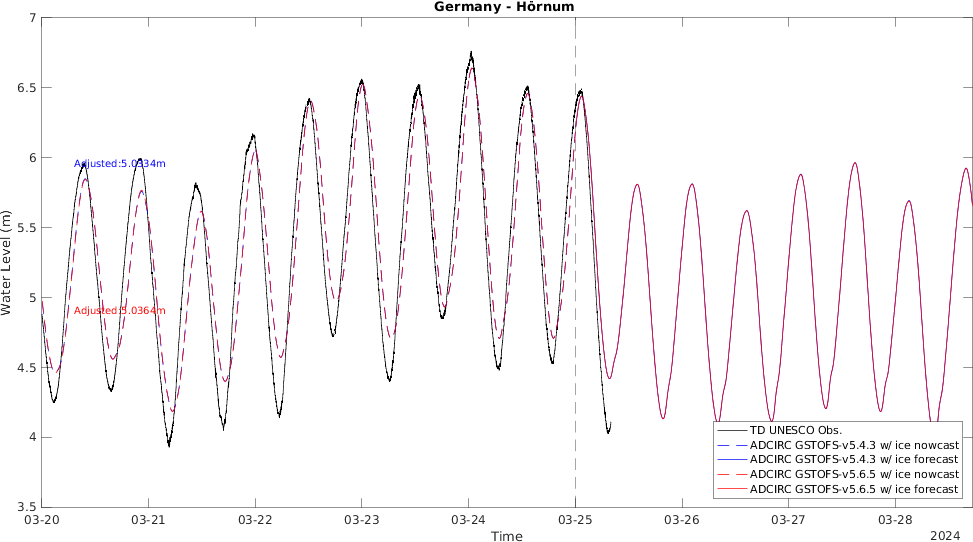 Germany - Hörnum
7
6.5
6
5.5
5
4.5
4
3.5
Water Level (m)
Adjusted:5.0334m
Adjusted:5.0364m
TD UNESCO Obs.
ADCIRC GSTOFS-v5.4.3 w/ ice nowcast
ADCIRC GSTOFS-v5.4.3 w/ ice forecast
ADCIRC GSTOFS-v5.6.5 w/ ice nowcast
ADCIRC GSTOFS-v5.6.5 w/ ice forecast
03-20 03-21 03-22 03-23 03-24 03-25 03-26 03-27 03-28
Time
2024